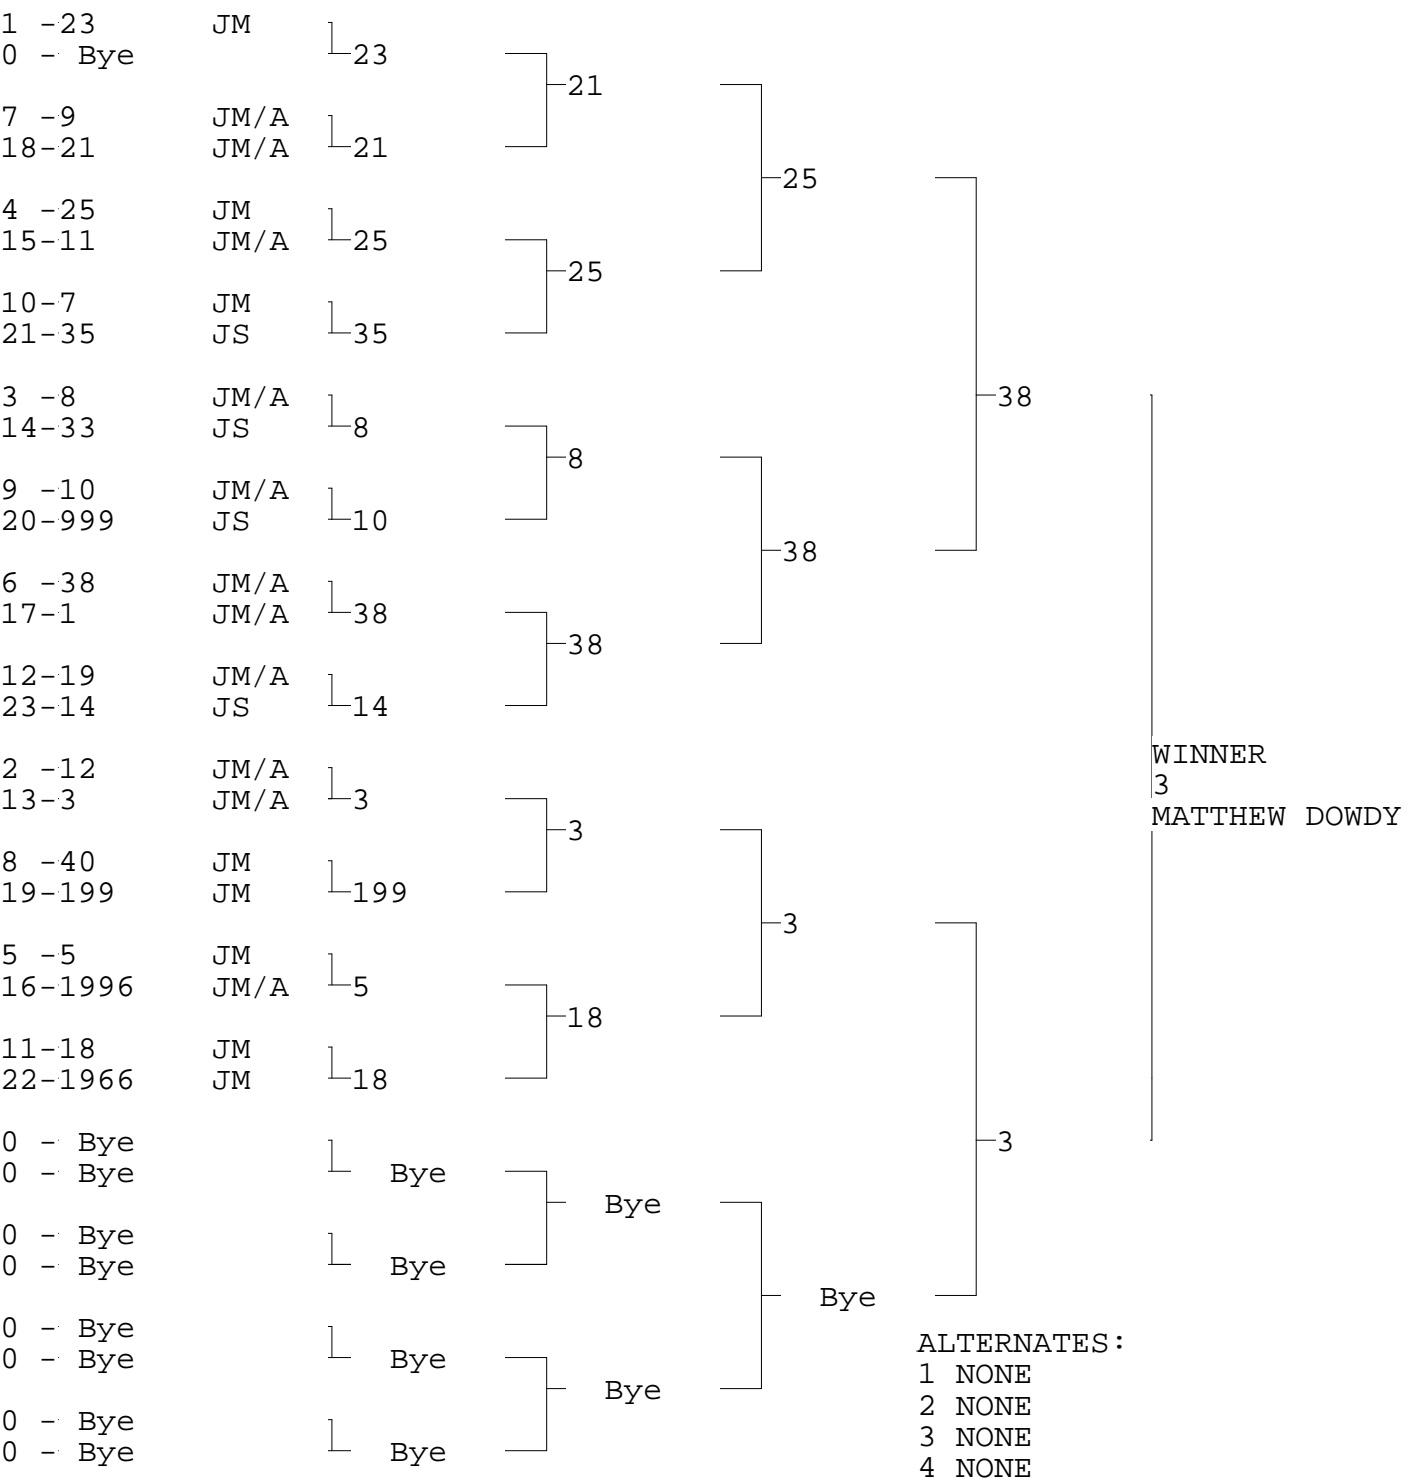 1 -23 JM
0 - Bye
23
21
7 -9 JM/A
18-21 JM/A
21
25
4 -25 JM
15-11 JM/A
25
25
10-7 JM
21-35 JS
35
38
3 -8 JM/A
14-33 JS
8
8
9 -10 JM/A
20-999 JS
10
38
6 -38 JM/A
17-1 JM/A
38
38
12-19 JM/A
23-14 JS
14
WINNER
3
MATTHEW DOWDY
2 -12 JM/A
13-3 JM/A
3
3
8 -40 JM
19-199 JM
199
3
5 -5 JM
16-1996 JM/A
5
18
11-18 JM
22-1966 JM
18
3
0 - Bye
0 - Bye
Bye
Bye
0 - Bye
0 - Bye
Bye
Bye
0 - Bye
0 - Bye
Bye
Bye
0 - Bye
0 - Bye
Bye
ALTERNATES:
1 NONE
2 NONE
3 NONE
4 NONE